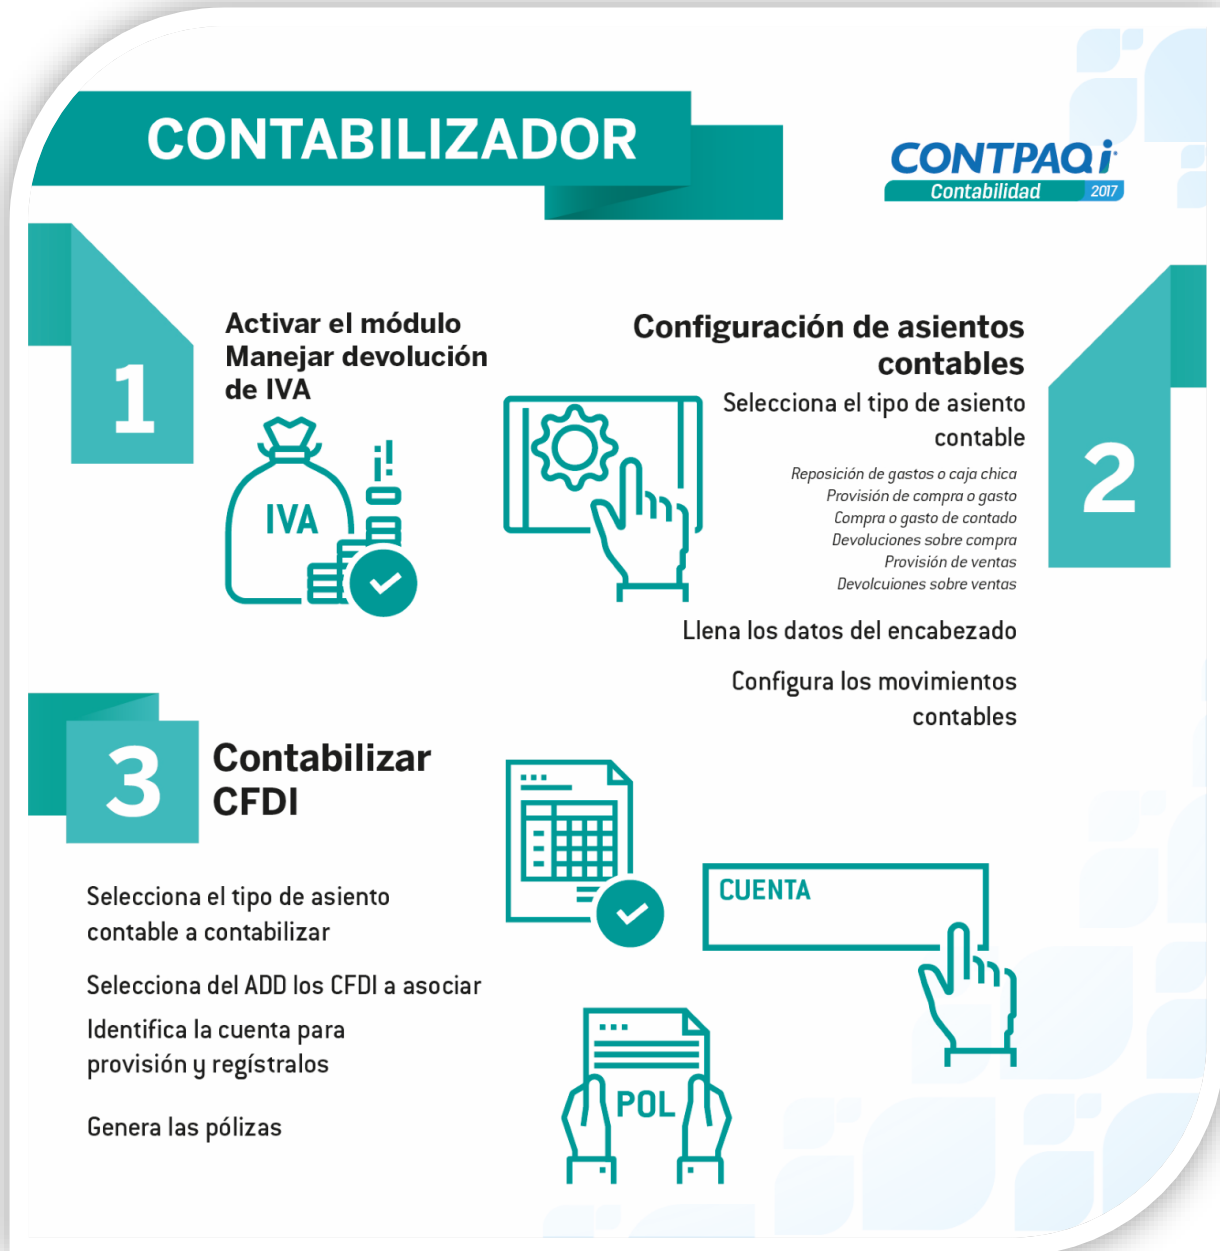 CONTABILIZADOR
CONTPAQi
Contabilidad 2017
1
Activar el módulo
Manejar devolución
de IVA
IVA
¡!
Configuración de asientos
contables
2
Selecciona el tipo de asiento
contable
Reposición de gastos o caja chica
Provisión de compra o gasto
Compra o gasto de contado
Devoluciones sobre compra
Provisión de ventas
Devolcuiones sobre ventas
Llena los datos del encabezado
Configura los movimientos
contables
3
Contabilizar
CFDI
Selecciona el tipo de asiento
contable a contabilizar
Selecciona del ADD los CFDI a asociar
Identifica la cuenta para
provisión y regístralos
Genera las pólizas
CUENTA
POL